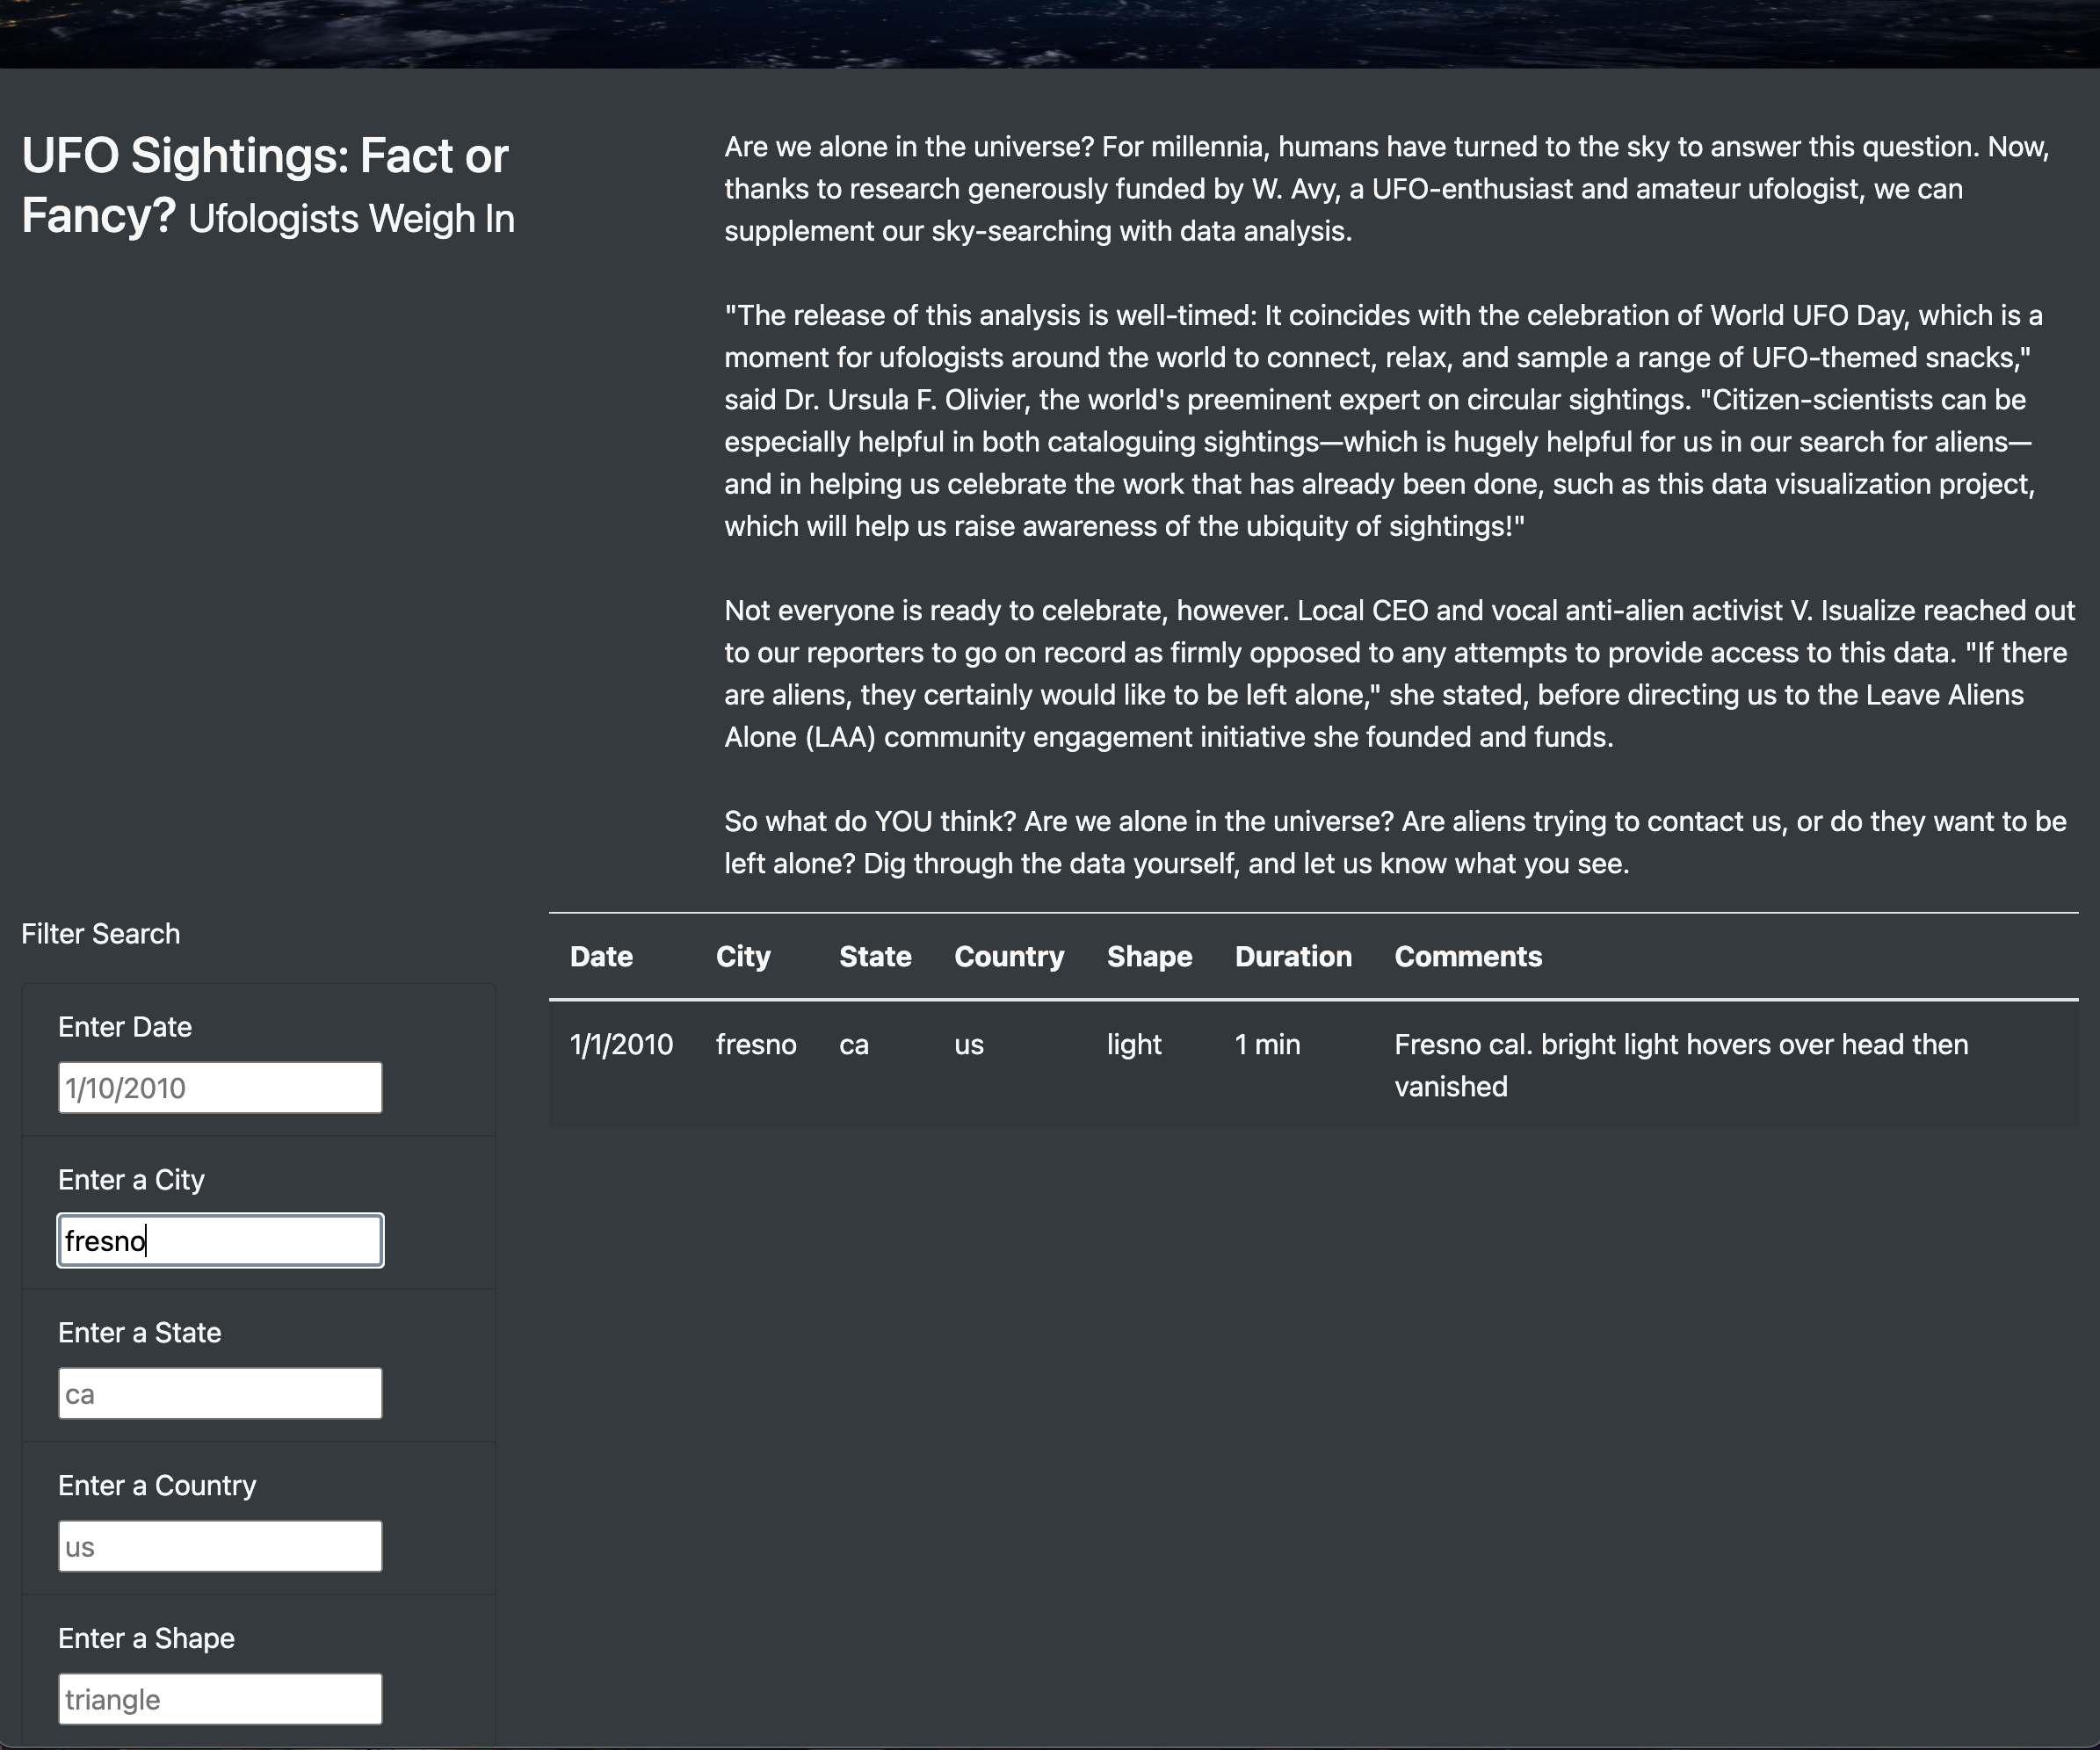 UFO Sightings: Fact or
Fancy? Ufologists Weigh In
Are we alone in the universe? For millennia, humans have turned to the sky to answer this question. Now,
thanks to research generously funded by W. Avy, a UFO-enthusiast and amateur ufologist, we can
supplement our sky-searching with data analysis.
"The release of this analysis is well-timed: It coincides with the celebration of World UFO Day, which is a
moment for ufologists around the world to connect, relax, and sample a range of UFO-themed snacks,"
said Dr. Ursula F. Olivier, the world's preeminent expert on circular sightings. "Citizen-scientists can be
especially helpful in both cataloguing sightings—which is hugely helpful for us in our search for aliens—
and in helping us celebrate the work that has already been done, such as this data visualization project,
which will help us raise awareness of the ubiquity of sightings!"
Not everyone is ready to celebrate, however. Local CEO and vocal anti-alien activist V. Isualize reached out
to our reporters to go on record as firmly opposed to any attempts to provide access to this data. "If there
are aliens, they certainly would like to be left alone," she stated, before directing us to the Leave Aliens
Alone (LAA) community engagement initiative she founded and funds.
So what do YOU think? Are we alone in the universe? Are aliens trying to contact us, or do they want to be
left alone? Dig through the data yourself, and let us know what you see.
Filter Search
Enter Date
1/10/2010
Enter a City
fresno
Enter a State
ca
Enter a Country
us
Enter a Shape
triangle
Date City State Country Shape Duration Comments
1/1/2010 fresno ca us light 1 min Fresno cal. bright light hovers over head then
vanished